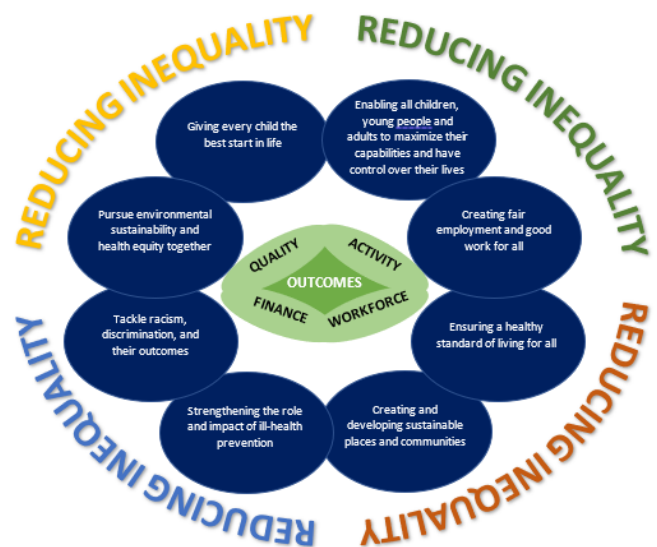 REDUCING INEQUALITY
REDUCING INEQUALITY
Giving every child the
best start in life
Enabling all children,
young people and
adults to maximize their
capabilities and have
control over their lives
Pursue environmental
sustainability and
health equity together
Creating fair
employment and good
work for all
QUALITY
ACTIVITY
OUTCOMES
FINANCE
WORKFORCE
Tackle racism,
discrimination, and
their outcomes
Ensuring a healthy
standard of living for all
Strengthening the role
and impact of ill-health
prevention
Creating and
developing sustainable
places and communities
REDUCING INEQUALITY
REDUCING INEQUALITY